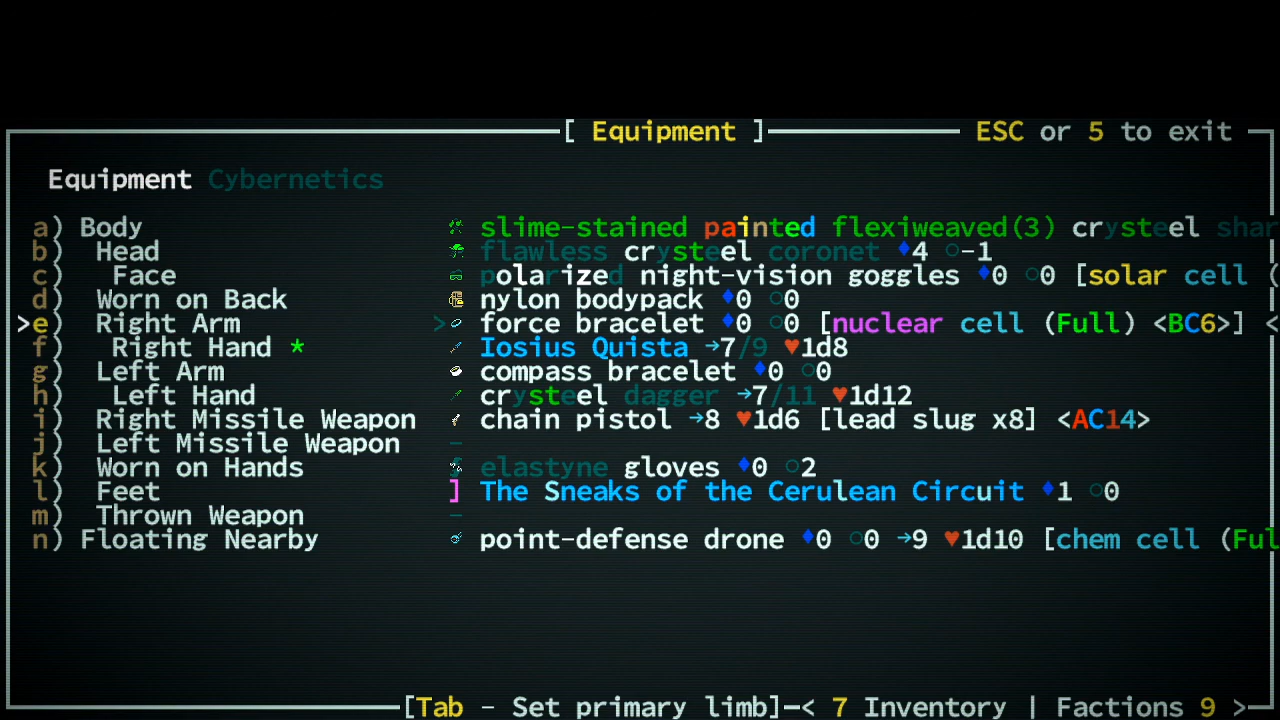 [ Equipment ] ESC or 5 to exit
Equipment Cybernetics
a) Body slime-stained painted flexiweaved(3) crysteel shar
b) Head flawless crysteel coronet ♦4 ○-1
c) Face polarized night-vision goggles ♦0 ○0 [solar cell (
d) Worn on Back nylon bodypack ♦0 ○0
>e) Right Arm > force bracelet ♦0 ○0 [nuclear cell (Full) <BC6>] <
f) Right Hand * Iosius Quista →7/9 ♥1d8
g) Left Arm compass bracelet ♦0 ○0
h) Left Hand crysteel dagger →7/11 ♥1d12
i) Right Missile Weapon chain pistol →8 ♥1d6 [lead slug x8] <AC14>
j) Left Missile Weapon –
k) Worn on Hands elastyne gloves ♦0 ○2
l) Feet ] The Sneaks of the Cerulean Circuit ♦1 ○0
m) Thrown Weapon –
n) Floating Nearby point-defense drone ♦0 ○0 →9 ♥1d10 [chem cell (Ful
[Tab - Set primary limb]-< 7 Inventory | Factions 9 >